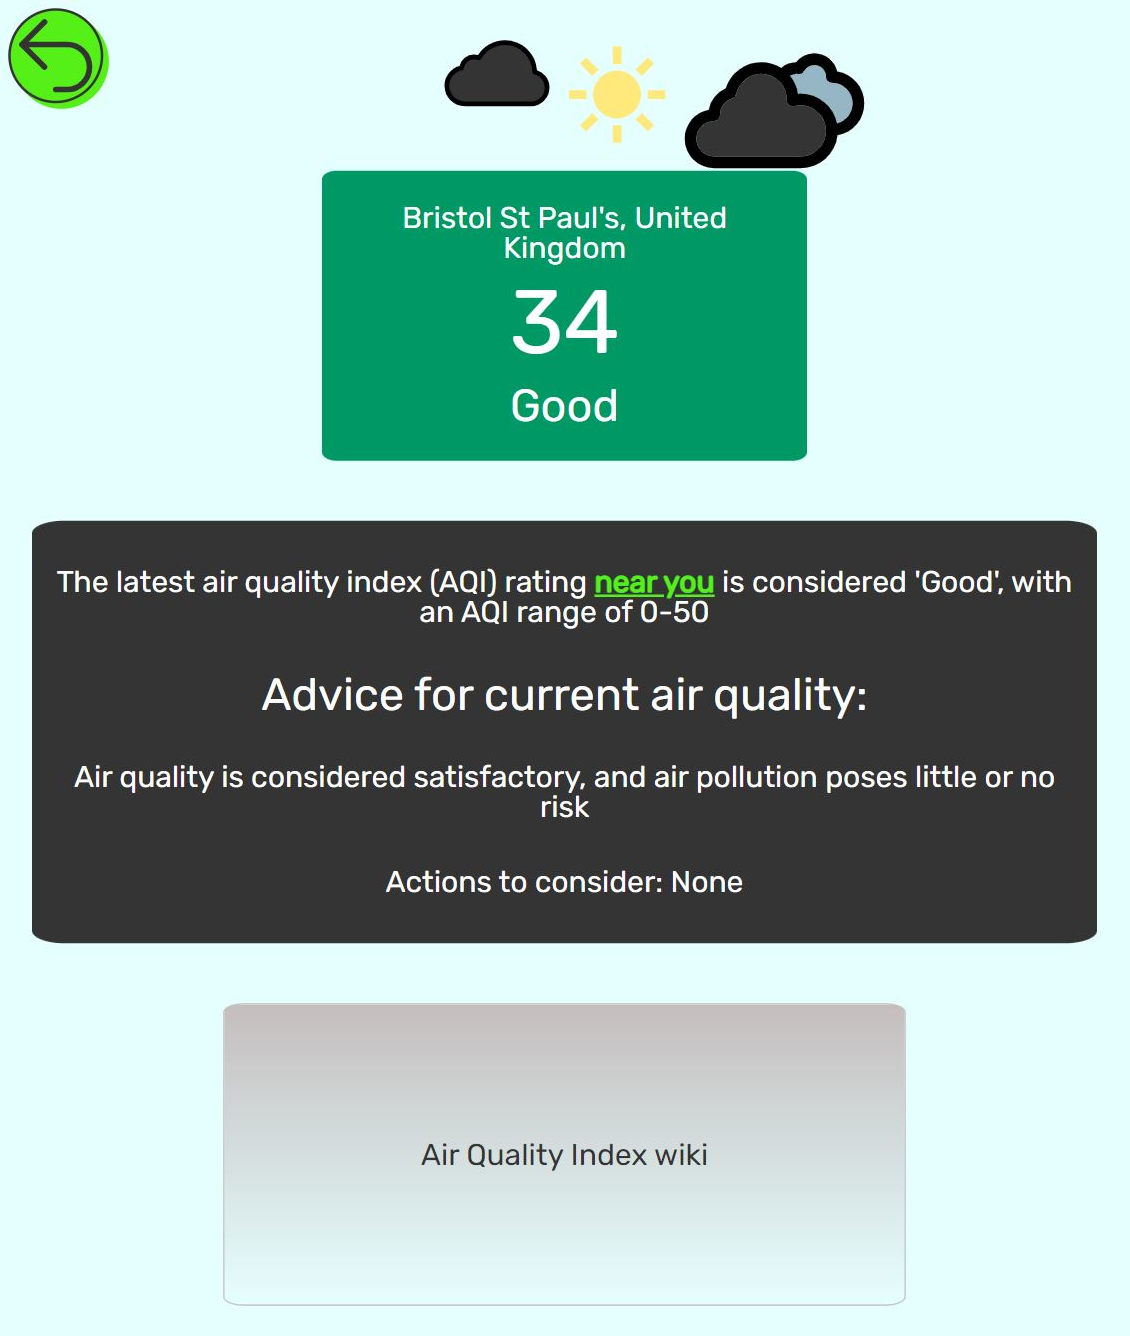 Bristol St Paul's, United
Kingdom
34
Good
The latest air quality index (AQI) rating near you is considered 'Good', with
an AQI range of 0-50
Advice for current air quality:
Air quality is considered satisfactory, and air pollution poses little or no
risk
Actions to consider: None
Air Quality Index wiki